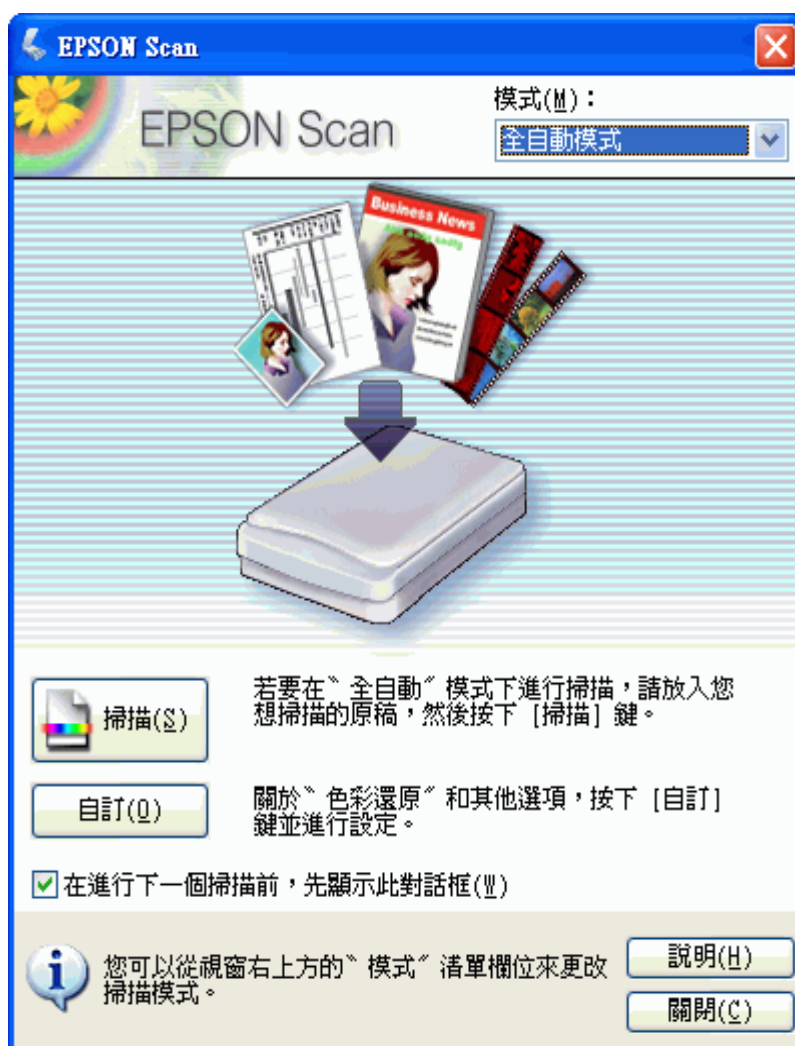 EPSON Scan
EPSON Scan
模式(M)：
全自動模式
Business News
掃描(S)
若要在〝全自動〞模式下進行掃描，請放入您
想掃描的原稿，然後按下 [掃描] 鍵。
自訂(O)
關於〝色彩還原〞和其他選項，按下 [自訂]
鍵並進行設定。
在進行下一個掃描前，先顯示此對話框(W)
您可以從視窗右上方的〝模式〞清單欄位來更改
掃描模式。
說明(H)
關閉(C)